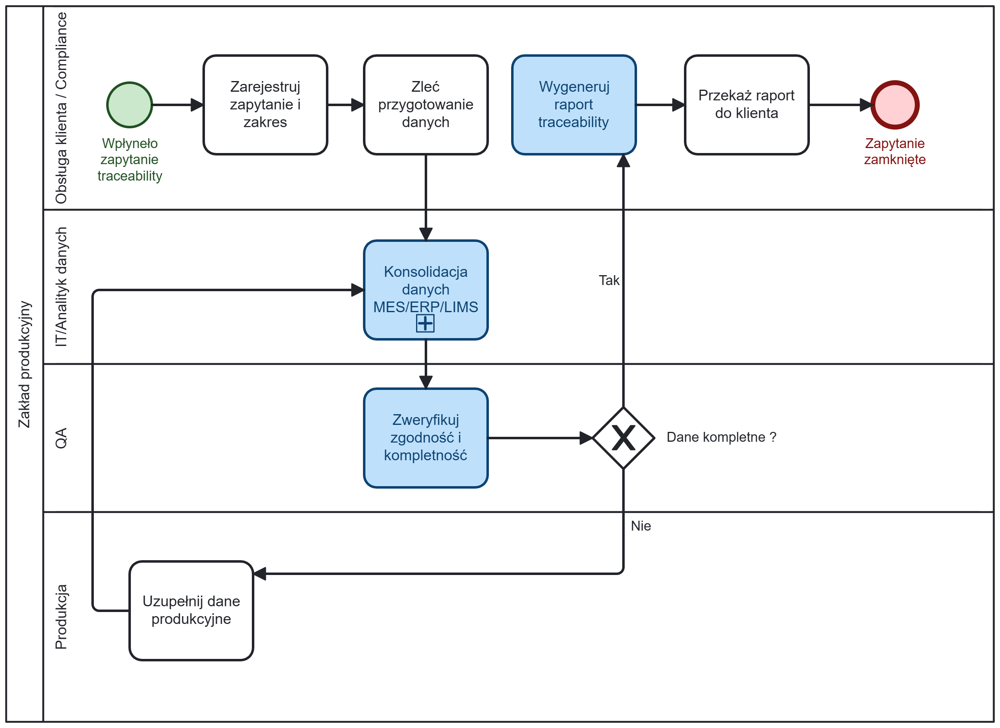 Zakład produkcyjny
Obsługa klienta / Compliance
Wpłyneło
zapytanie
traceability
Zarejestruj
zapytanie i
zakres
Zleć
przygotowanie
danych
Wygeneruj
raport
traceability
Przekaż raport
do klienta
Zapytanie
zamknięte
IT/Analityk danych
Konsolidacja
danych
MES/ERP/LIMS
Tak
QA
Zweryfikuj
zgodność i
kompletność
Dane kompletne ?
Produkcja
Nie
Uzupełnij dane
produkcyjne